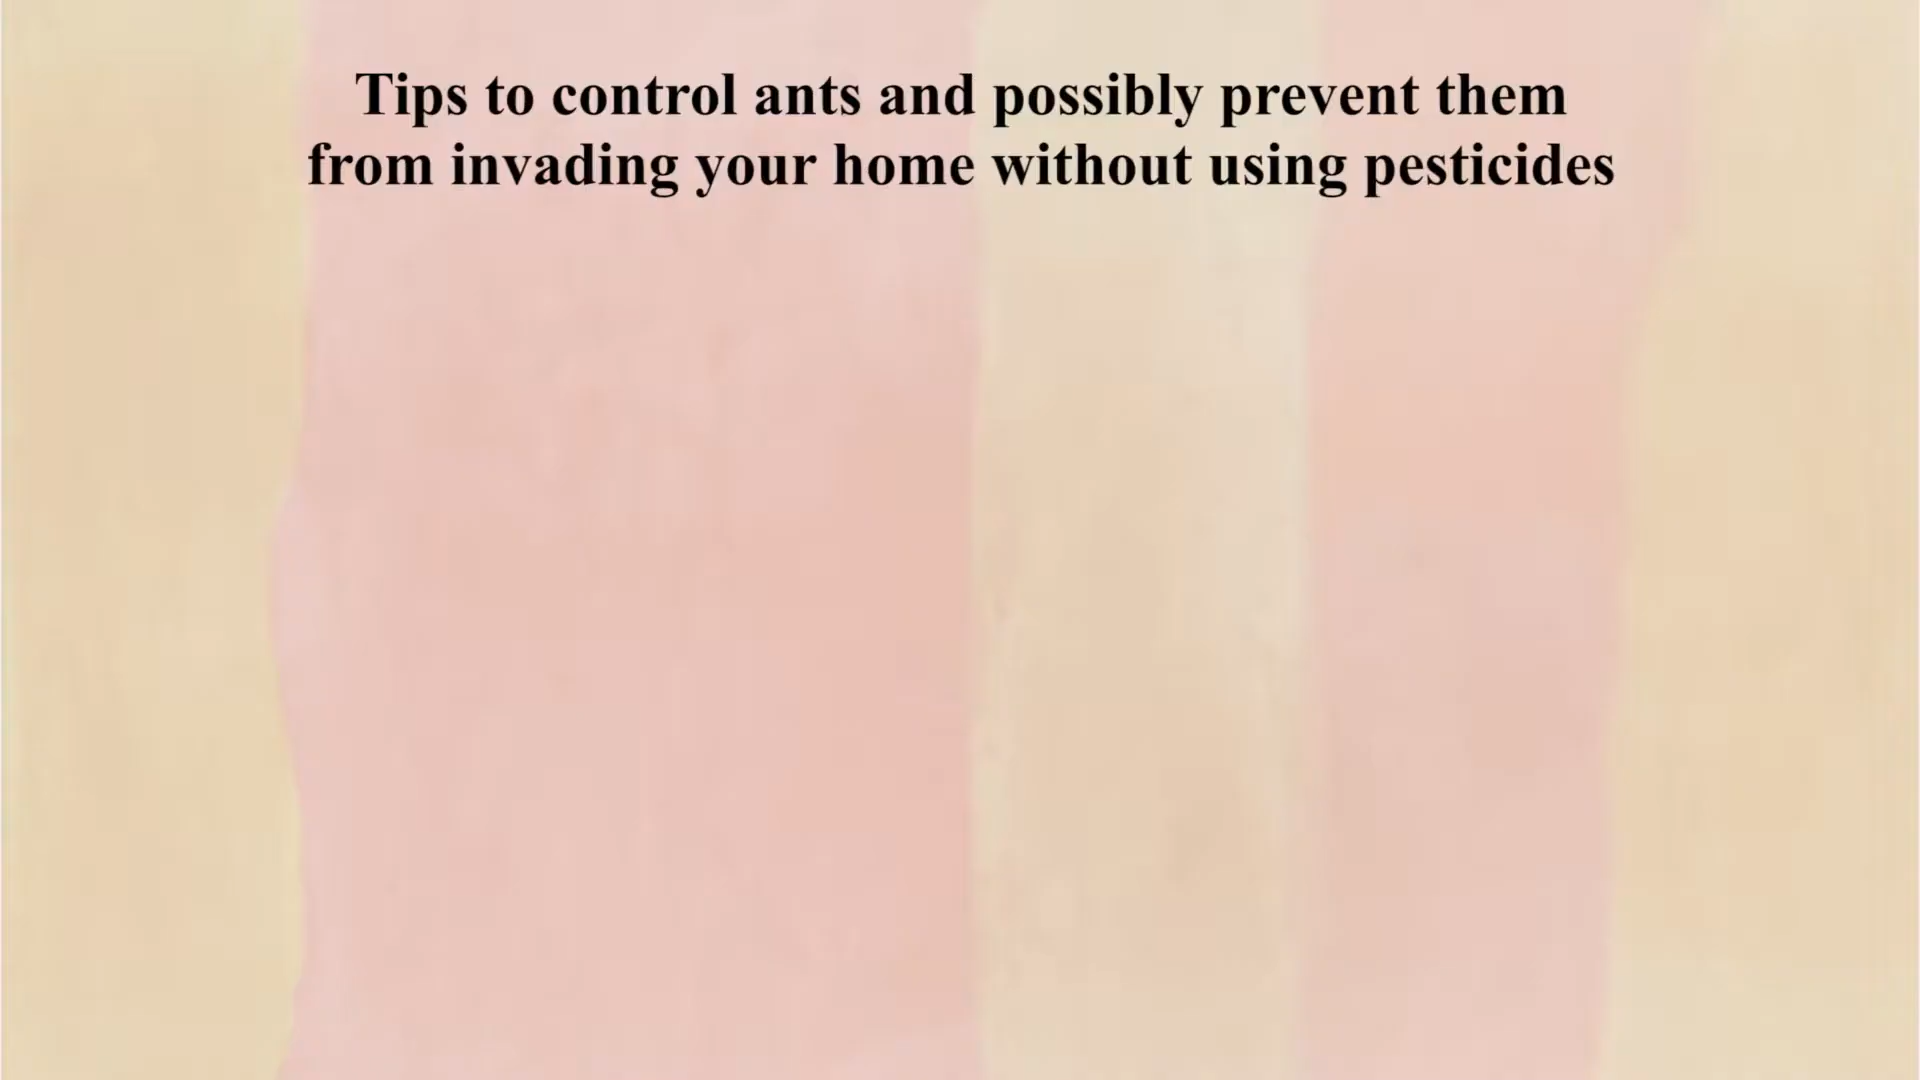 Tips to control ants and possibly prevent them
from invading your home without using pesticides